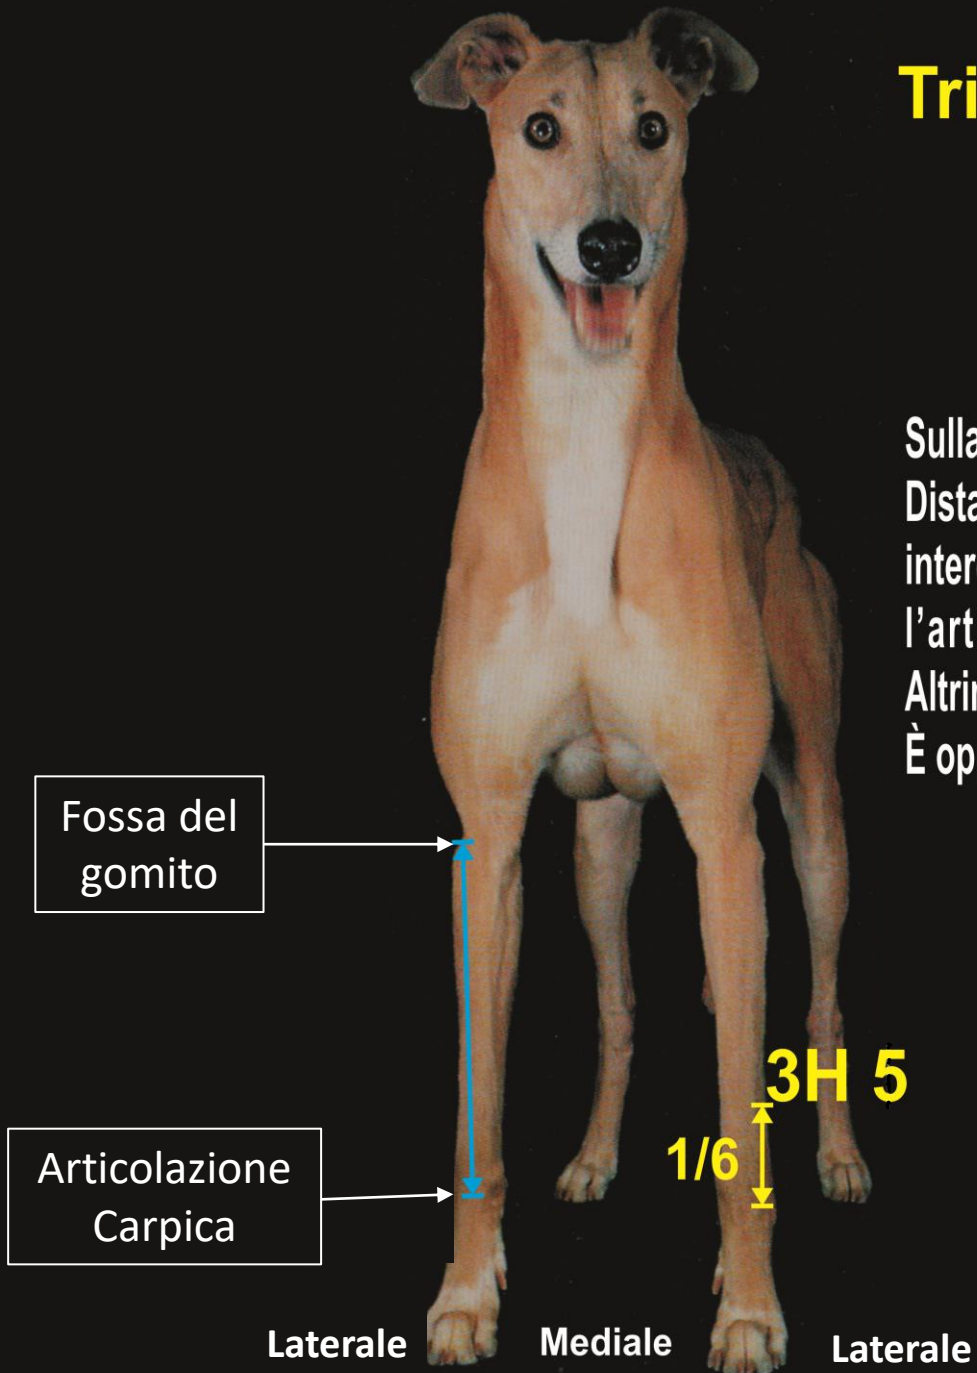 Tri
Sulla
Dista
inter
l'art
Altri
È op
Fossa del
gomito
3H 5
1/6
Articolazione
Carpica
Laterale
Mediale
Laterale